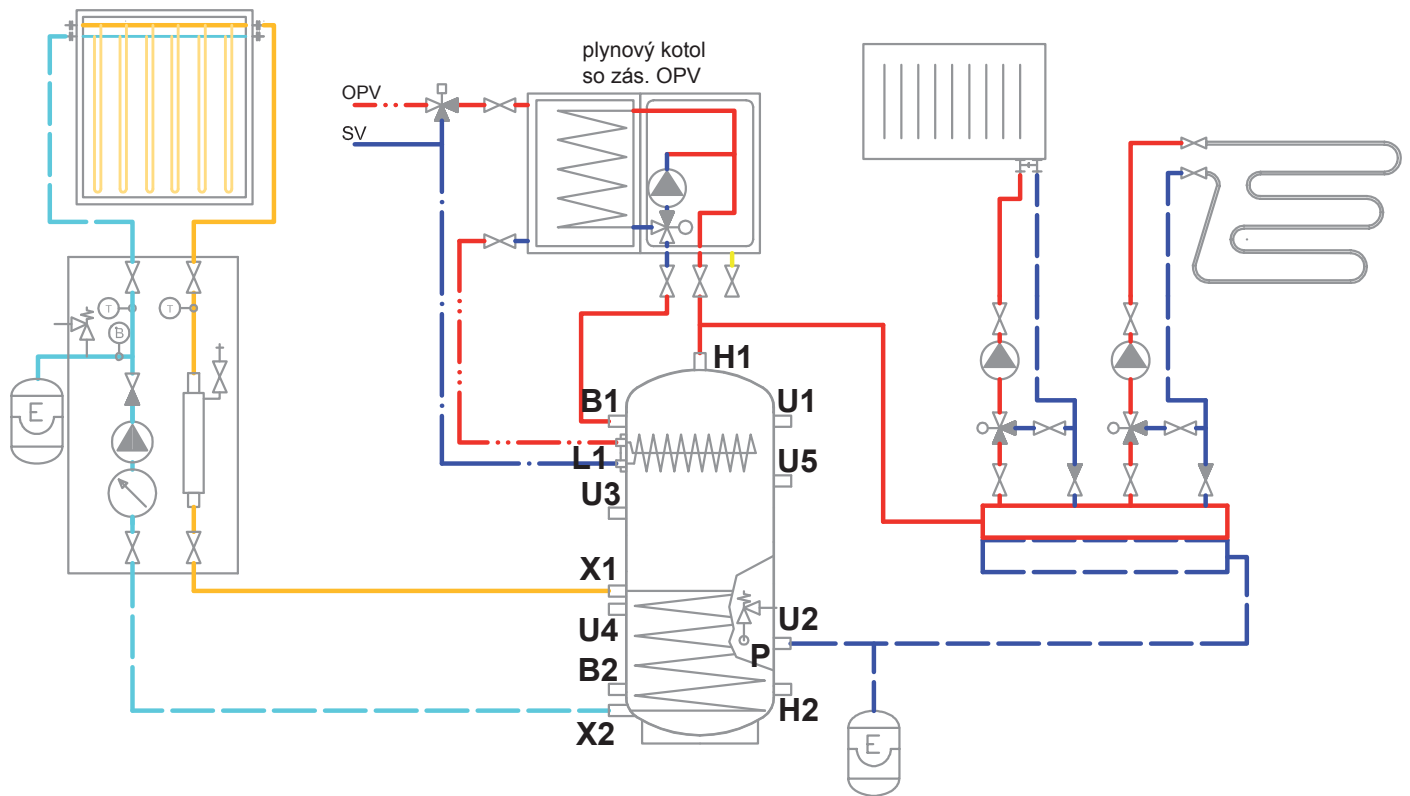 plynový kotol
so zás. OPV
OPV
SV
T
T
B
E
H1
B1
U1
L1
U5
U3
X1
U4
U2
P
B2
H2
X2
E